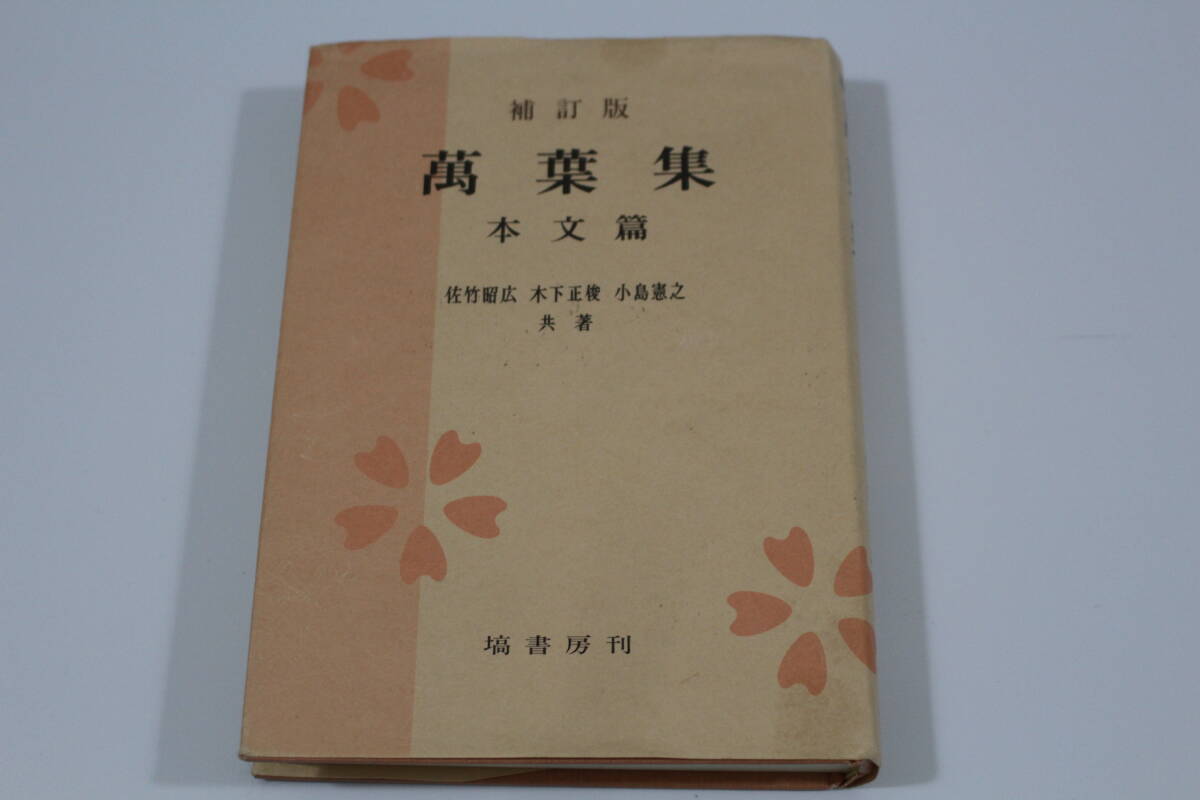 補訂版
萬葉集
本文篇
佐竹昭広 木下正俊 小島憲之
共著
塙書房刊